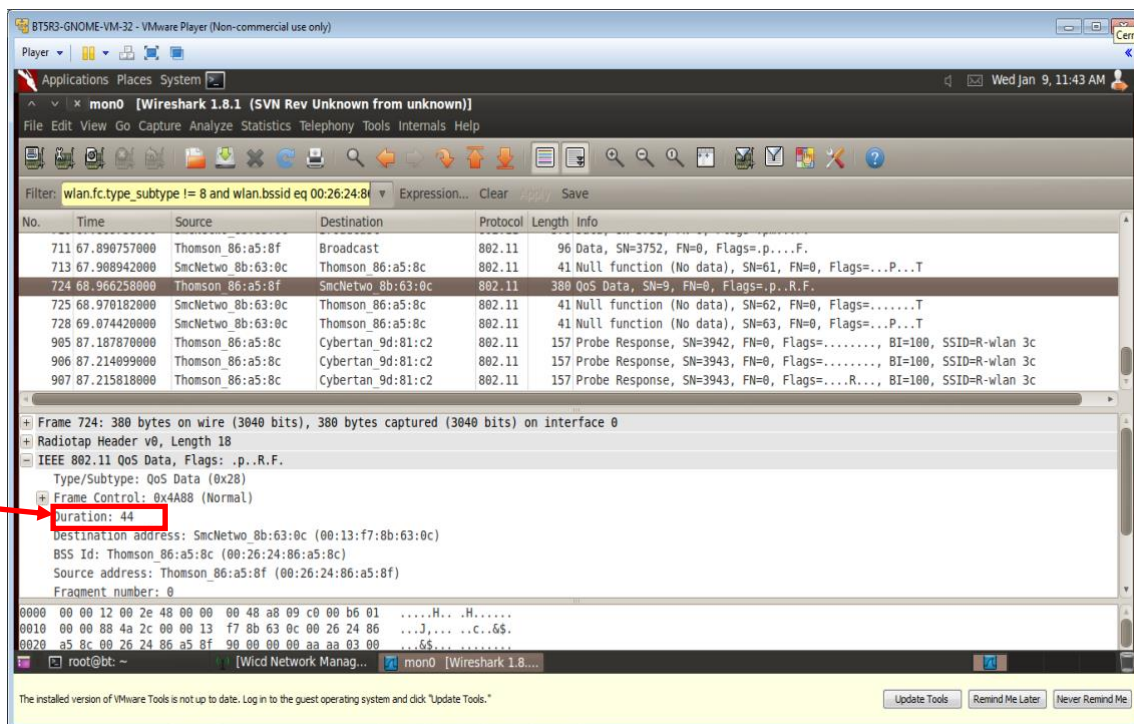 BT5R3-GNOME-VM-32 - VMware Player (Non-commercial use only)
Cerr
Player
Applications Places System Wed Jan 9, 11:43 AM
mon0 [Wireshark 1.8.1 (SVN Rev Unknown from unknown)]
File Edit View Go Capture Analyze Statistics Telephony Tools Internals Help
Filter: wlan.fc.type_subtype != 8 and wlan.bssid eq 00:26:24:8 Expression... Clear Apply Save
No. Time Source Destination Protocol Length Info
711 67.890757000 Thomson_86:a5:8f Broadcast 802.11 96 Data, SN=3752, FN=0, Flags=.p....F.
713 67.908942000 SmcNetwo_8b:63:0c Thomson_86:a5:8c 802.11 41 Null function (No data), SN=61, FN=0, Flags=...P...T
724 68.966258000 Thomson_86:a5:8f SmcNetwo_8b:63:0c 802.11 380 QoS Data, SN=9, FN=0, Flags=.p..R.F.
725 68.970182000 SmcNetwo_8b:63:0c Thomson_86:a5:8c 802.11 41 Null function (No data), SN=62, FN=0, Flags=.......T
728 69.074420000 SmcNetwo_8b:63:0c Thomson_86:a5:8c 802.11 41 Null function (No data), SN=63, FN=0, Flags=...P...T
905 87.187870000 Thomson_86:a5:8c Cybertan_9d:81:c2 802.11 157 Probe Response, SN=3942, FN=0, Flags=........, BI=100, SSID=R-wlan 3c
906 87.214099000 Thomson_86:a5:8c Cybertan_9d:81:c2 802.11 157 Probe Response, SN=3943, FN=0, Flags=........, BI=100, SSID=R-wlan 3c
907 87.215818000 Thomson_86:a5:8c Cybertan_9d:81:c2 802.11 157 Probe Response, SN=3943, FN=0, Flags=....R..., BI=100, SSID=R-wlan 3c
Frame 724: 380 bytes on wire (3040 bits), 380 bytes captured (3040 bits) on interface 0
Radiotap Header v0, Length 18
IEEE 802.11 QoS Data, Flags: .p..R.F.
Type/Subtype: QoS Data (0x28)
Frame Control: 0x4A88 (Normal)
Duration: 44
Destination address: SmcNetwo_8b:63:0c (00:13:f7:8b:63:0c)
BSS Id: Thomson_86:a5:8c (00:26:24:86:a5:8c)
Source address: Thomson_86:a5:8f (00:26:24:86:a5:8f)
Fragment number: 0
0000 00 00 12 00 2e 48 00 00 00 48 a8 09 c0 00 b6 01 .....H.. .H......
0010 00 00 88 4a 2c 00 00 13 f7 8b 63 0c 00 26 24 86 ...J,... ..c..&$.
0020 a5 8c 00 26 24 86 a5 8f 90 00 00 00 aa aa 03 00 ...&$... ........
root@bt: ~ [Wicd Network Manag... mon0 [Wireshark 1.8....
The installed version of VMware Tools is not up to date. Log in to the guest operating system and click "Update Tools." Update Tools Remind Me Later Never Remind Me